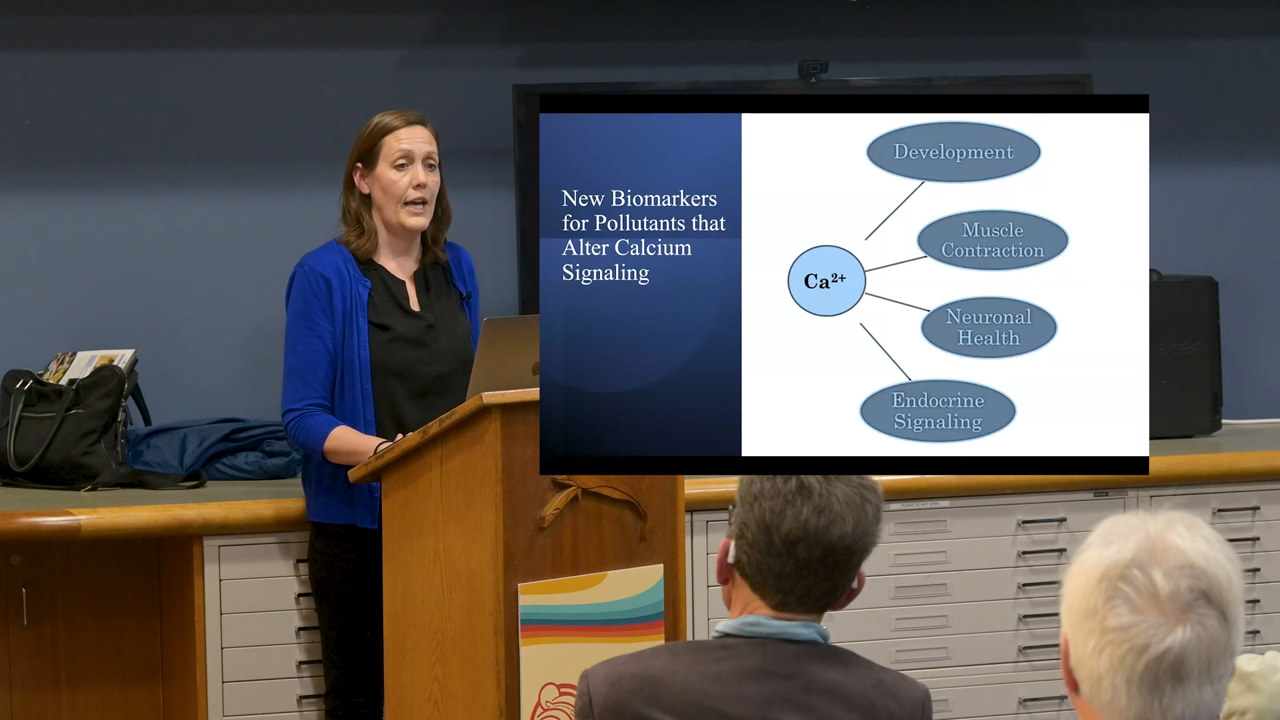 New Biomarkers
for Pollutants that
Alter Calcium
Signaling
Development
Muscle
Contraction
Ca²⁺
Neuronal
Health
Endocrine
Signaling